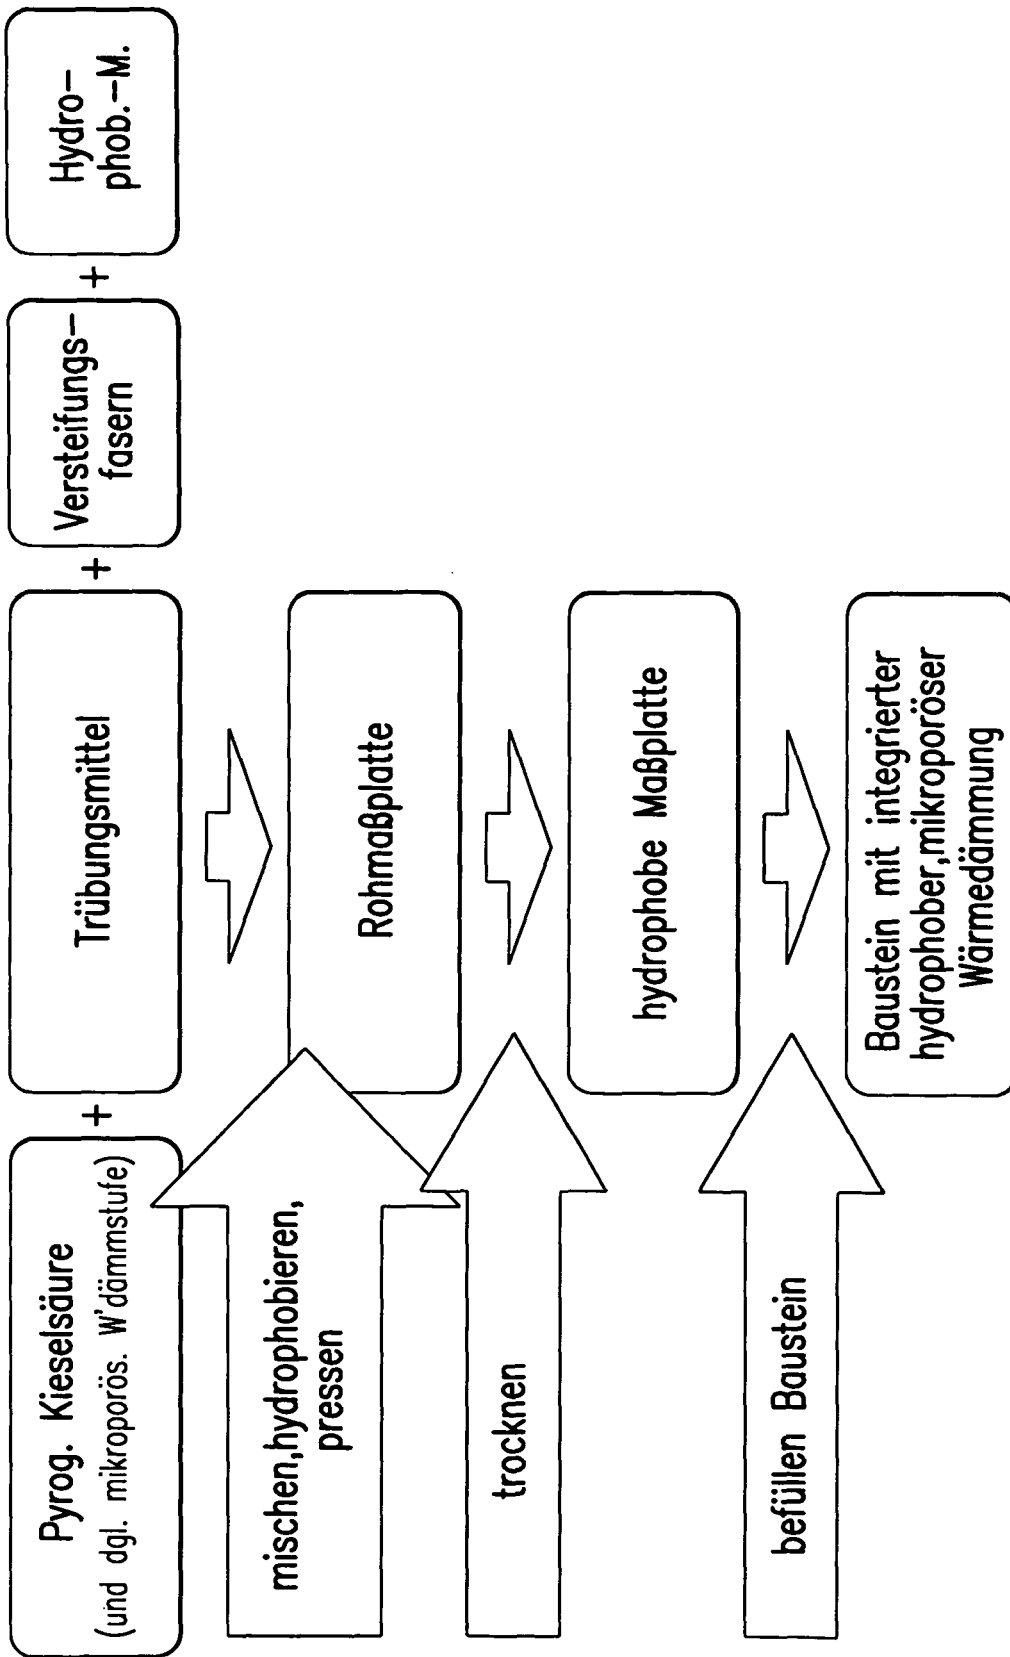 Pyrog. Kieselsäure
(und dgl. mikroporös. W'dämmstufe)
+
Trübungsmittel
+
Versteifungs-
fasern
+
Hydro-
phob.-M.
mischen,hydrophobieren,
pressen
Rohmaßplatte
trocknen
hydrophobe Maßplatte
befüllen Baustein
Baustein mit integrierter
hydrophober,mikroporöser
Wärmedämmung